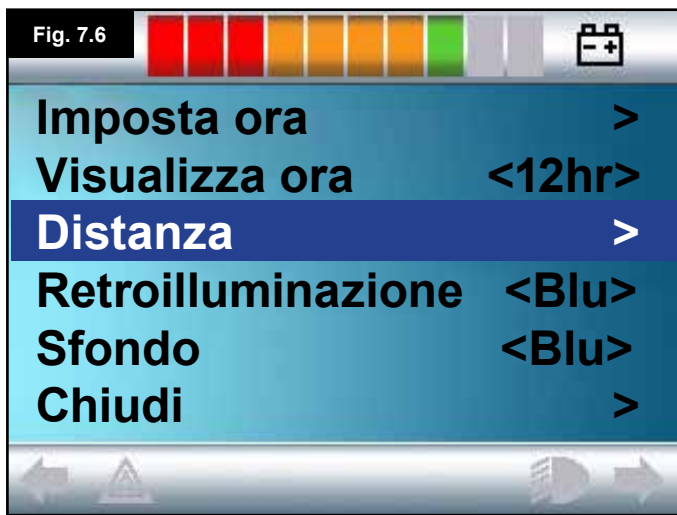 Fig. 7.6
Imposta ora >
Visualizza ora <12hr>
Distanza >
Retroilluminazione <Blu>
Sfondo <Blu>
Chiudi >